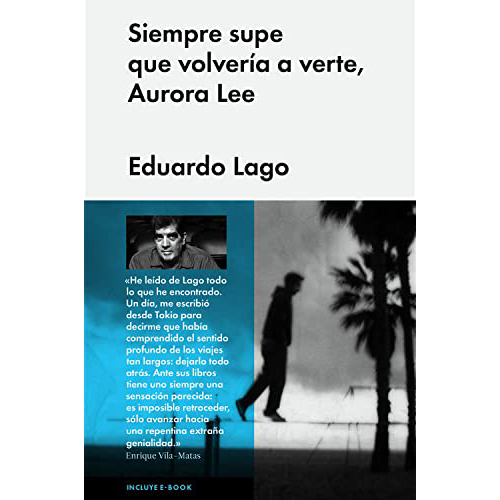 Siempre supe
que volvería a verte,
Aurora Lee
Eduardo Lago
«He leído de Lago todo
lo que he encontrado.
Un día, me escribió
desde Tokio para
decirme que había
comprendido el sentido
profundo de los viajes
tan largos: dejarlo todo
atrás. Ante sus libros
tiene uno siempre una
sensación parecida:
es imposible retroceder,
sólo avanzar hacia
una repentina extraña
genialidad.»
Enrique Vila-Matas
INCLUYE E-BOOK